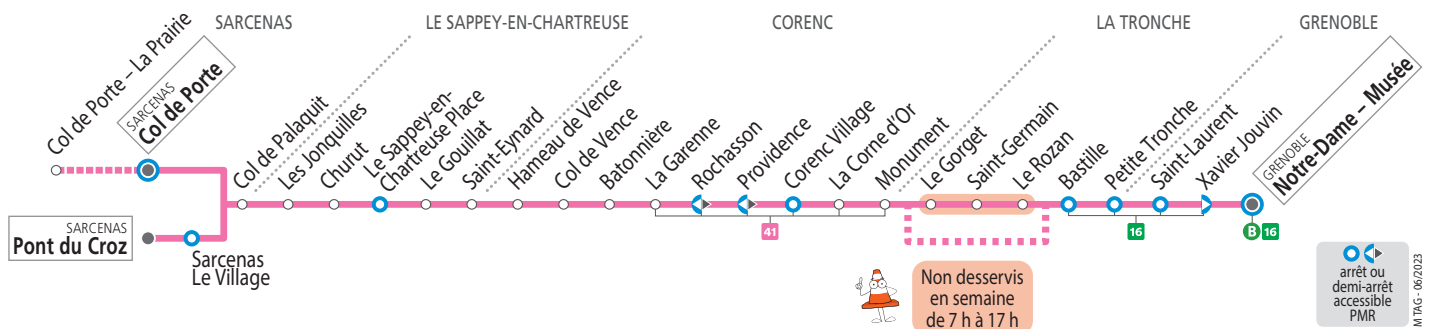 SARCENAS
LE SAPPEY-EN-CHARTREUSE
CORENC
LA TRONCHE
GRENOBLE
Col de Porte – La Prairie
SARCENAS
Col de Porte
SARCENAS
Pont du Croz
Sarcenas
Le Village
Col de Palaquit
Les Jonquilles
Churut
Le Sappey-en-
Chartreuse Place
Le Gouillat
Saint-Eynard
Hameau de Vence
Col de Vence
Batonnière
La Garenne
Rochasson
Providence
Corenc Village
La Corne d'Or
Monument
Le Gorget
Saint-Germain
Le Rozan
Bastille
Petite Tronche
Saint-Laurent
Xavier Jouvin
GRENOBLE
Notre-Dame – Musée
41
16
B 16
Non desservis
en semaine
de 7 h à 17 h
arrêt ou
demi-arrêt
accessible
PMR
M TAG - 06/2023